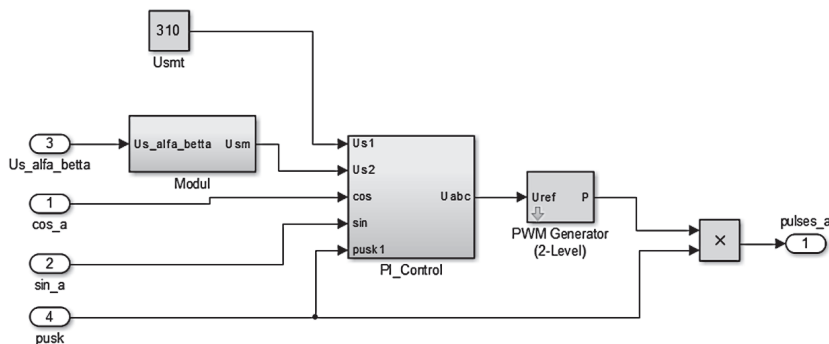 310
Usmt
3
Us_alfa_betta
Us_alfa_betta Usm
Modul
1
cos_a
2
sin_a
4
pusk
Us1
Us2
cos
sin
pusk1
Uabc
PI_Control
Uref P
PWM Generator
(2-Level)
×
pulses_a
1